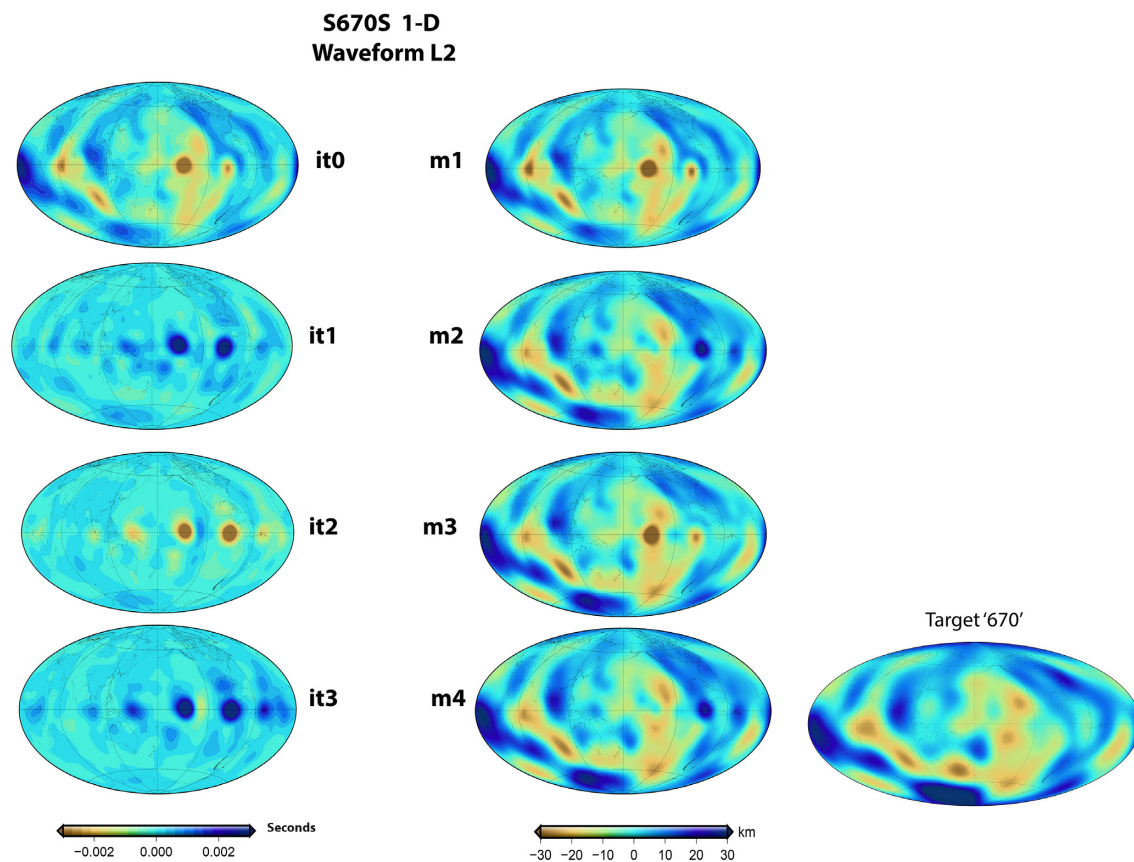 S670S 1-D
Waveform L2
it0
m1
it1
m2
it2
m3
it3
m4
Target ‘670’
Seconds
−0.002 0.000 0.002
km
−30 −20 −10 0 10 20 30